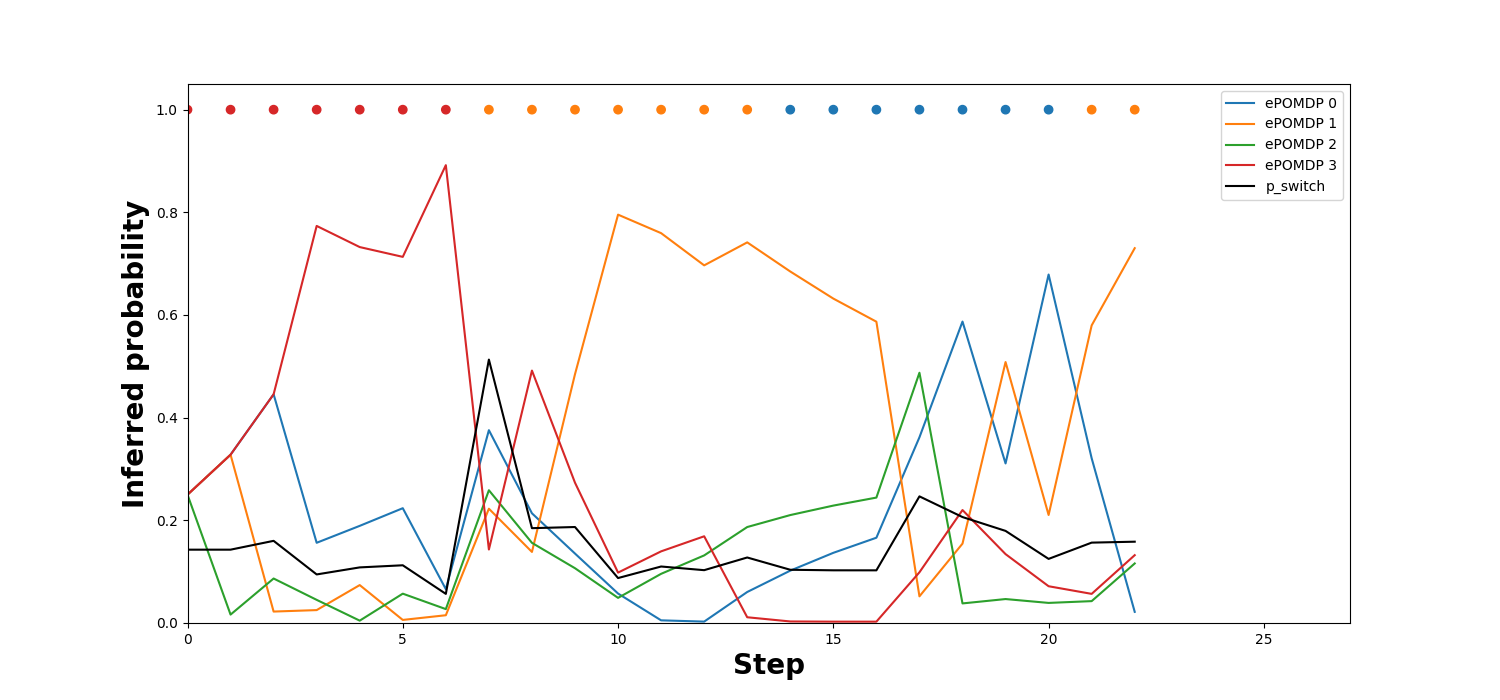 1.0
0.8
0.6
0.4
0.2
0.0
Inferred probability
0 5 10 15 20 25
Step
ePOMDP 0
ePOMDP 1
ePOMDP 2
ePOMDP 3
p_switch